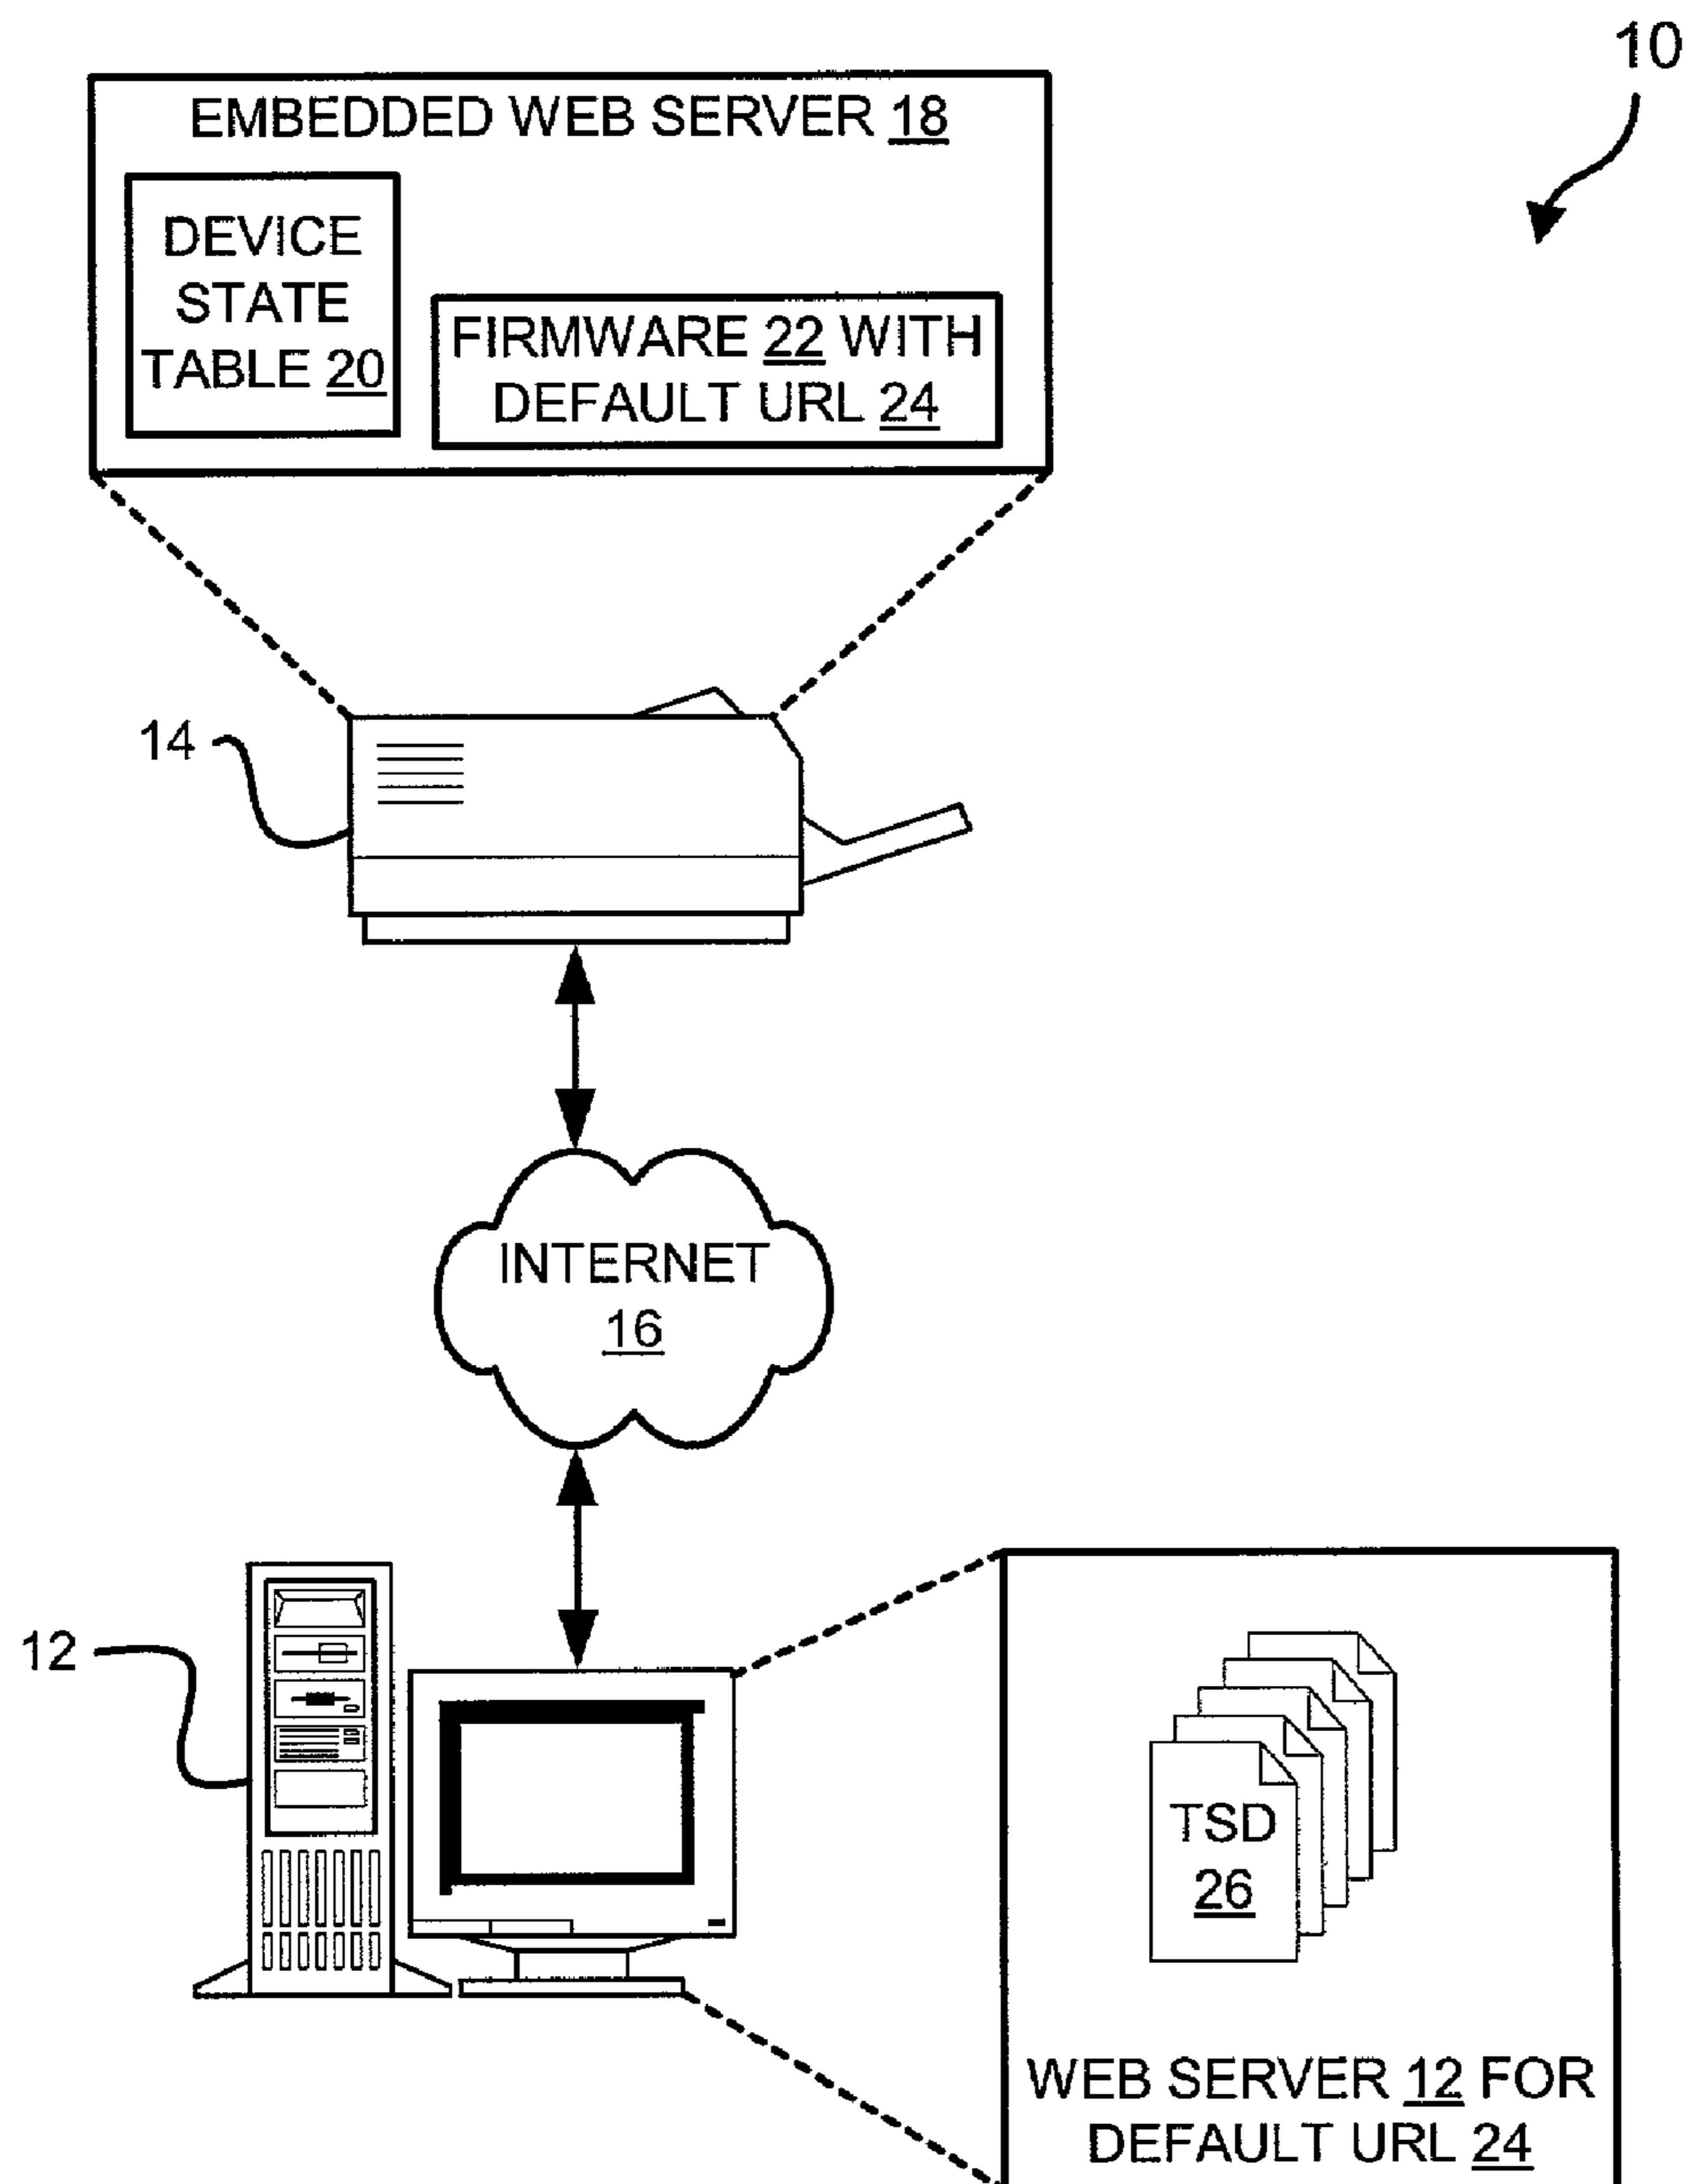 10
EMBEDDED WEB SERVER 18
DEVICE
STATE
TABLE 20
FIRMWARE 22 WITH
DEFAULT URL 24
14
INTERNET
16
12
TSD
26
WEB SERVER 12 FOR
DEFAULT URL 24